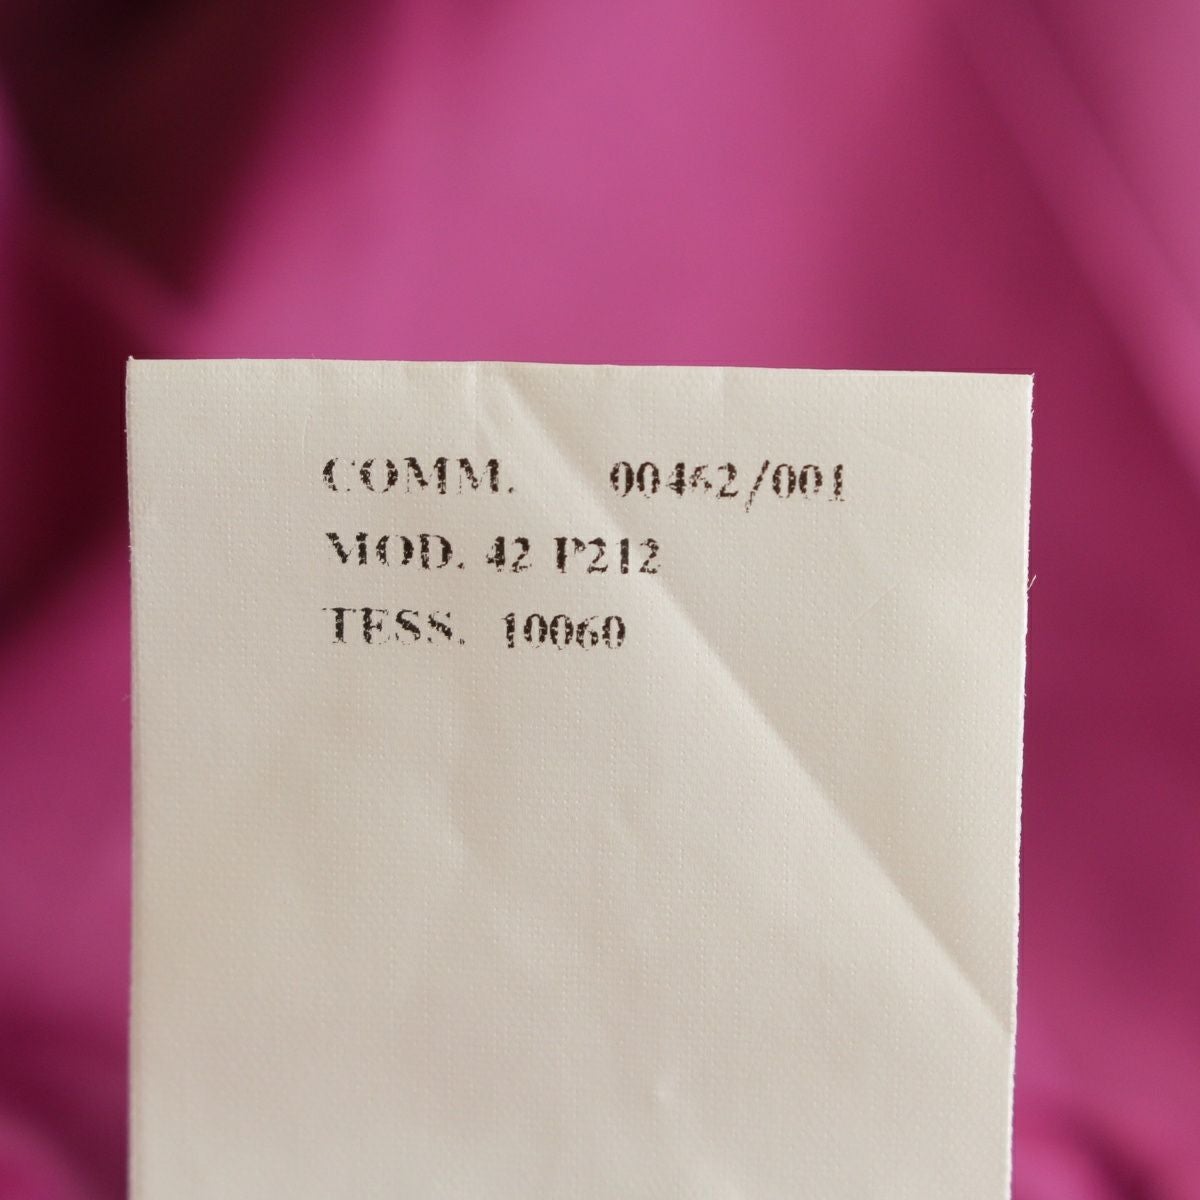 COMM. 00462/001
MOD. 42 P212
TESS. 10060